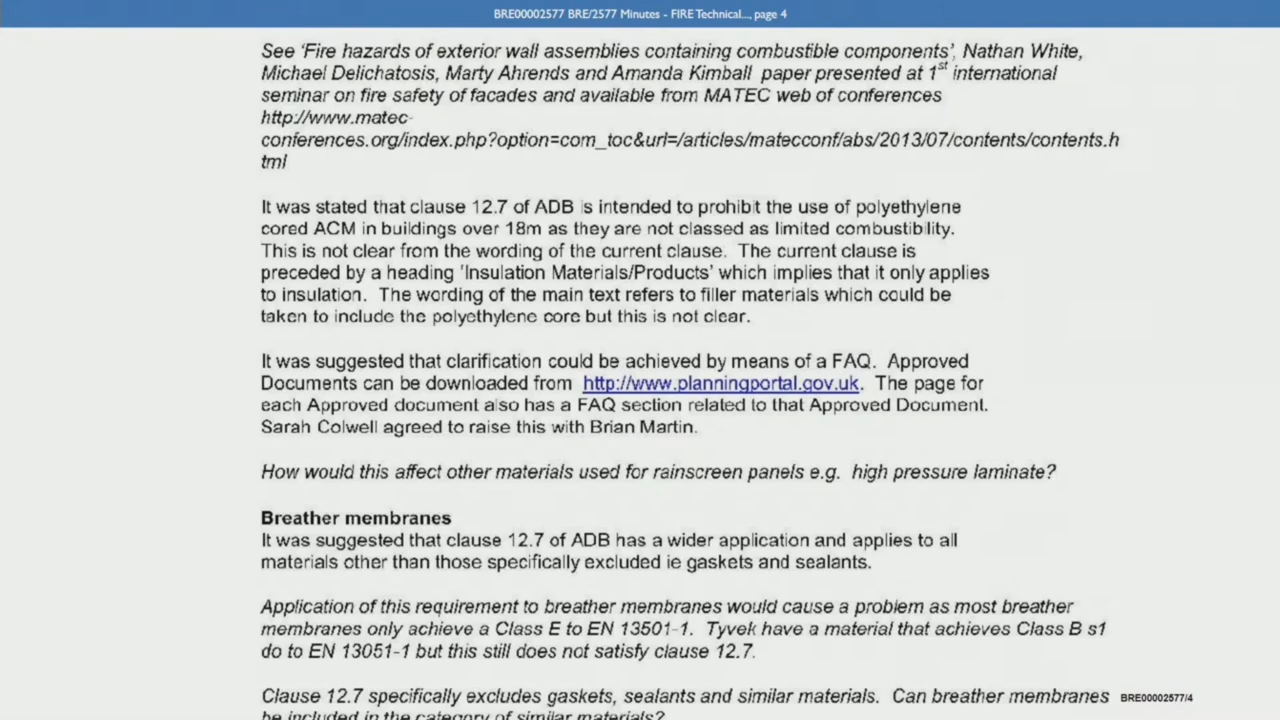 BRE00002577 BRE/2577 Minutes - FIRE Technical..., page 4
See 'Fire hazards of exterior wall assemblies containing combustible components', Nathan White,
Michael Delichatosis, Marty Ahrends and Amanda Kimball paper presented at 1st international
seminar on fire safety of facades and available from MATEC web of conferences
http://www.matec-
conferences.org/index.php?option=com_toc&url=/articles/matecconf/abs/2013/07/contents/contents.h
tml
It was stated that clause 12.7 of ADB is intended to prohibit the use of polyethylene
cored ACM in buildings over 18m as they are not classed as limited combustibility.
This is not clear from the wording of the current clause. The current clause is
preceded by a heading 'Insulation Materials/Products' which implies that it only applies
to insulation. The wording of the main text refers to filler materials which could be
taken to include the polyethylene core but this is not clear.
It was suggested that clarification could be achieved by means of a FAQ. Approved
Documents can be downloaded from http://www.planningportal.gov.uk. The page for
each Approved document also has a FAQ section related to that Approved Document.
Sarah Colwell agreed to raise this with Brian Martin.
How would this affect other materials used for rainscreen panels e.g. high pressure laminate?
Breather membranes
It was suggested that clause 12.7 of ADB has a wider application and applies to all
materials other than those specifically excluded ie gaskets and sealants.
Application of this requirement to breather membranes would cause a problem as most breather
membranes only achieve a Class E to EN 13501-1. Tyvek have a material that achieves Class B s1
do to EN 13051-1 but this still does not satisfy clause 12.7.
Clause 12.7 specifically excludes gaskets, sealants and similar materials. Can breather membranes
BRE00002577/4
be included in the category of similar materials?